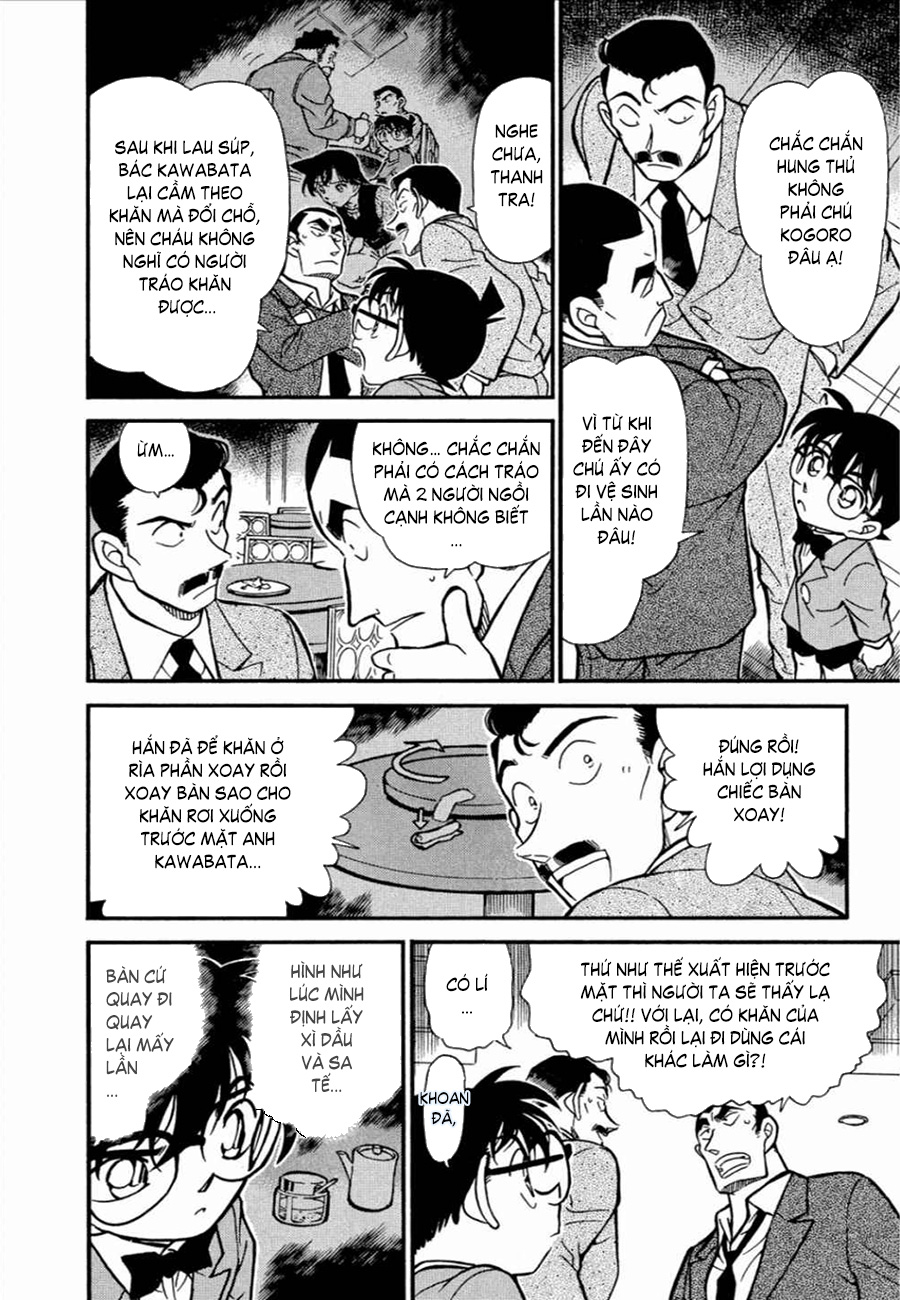 CHẮC CHẮN
HUNG THỦ
KHÔNG
PHẢI CHÚ
KOGORO
ĐÂU Ạ!
VÌ TỪ KHI
ĐẾN ĐÂY
CHÚ ẤY CÓ
ĐI VỆ SINH
LẦN NÀO
ĐÂU!
NGHE
CHƯA,
THANH
TRA!
SAU KHI LAU SÚP,
BÁC KAWABATA
LẠI CẦM THEO
KHĂN MÀ ĐỔI CHỖ,
NÊN CHÁU KHÔNG
NGHĨ CÓ NGƯỜI
TRÁO KHĂN
ĐƯỢC...
KHÔNG... CHẮC CHẮN
PHẢI CÓ CÁCH TRÁO
MÀ 2 NGƯỜI NGỒI
CẠNH KHÔNG BIẾT
...
ỪM...
ĐÚNG RỒI!
HẮN LỢI DỤNG
CHIẾC BÀN
XOAY!
HẮN ĐÃ ĐỂ KHĂN Ở
RÌA PHẦN XOAY RỒI
XOAY BÀN SAO CHO
KHĂN RƠI XUỐNG
TRƯỚC MẶT ANH
KAWABATA...
THỨ NHƯ THẾ XUẤT HIỆN TRƯỚC
MẶT THÌ NGƯỜI TA SẼ THẤY LẠ
CHỨ!! VỚI LẠI, CÓ KHĂN CỦA
MÌNH RỒI LẠI ĐI DÙNG CÁI
KHÁC LÀM GÌ?!
CÓ LÍ
...
KHOAN
ĐÃ,
HÌNH NHƯ
LÚC MÌNH
ĐỊNH LẤY
XÌ DẦU
VÀ SA
TẾ...
BÀN CỨ
QUAY ĐI
QUAY
LẠI MẤY
LẦN
...